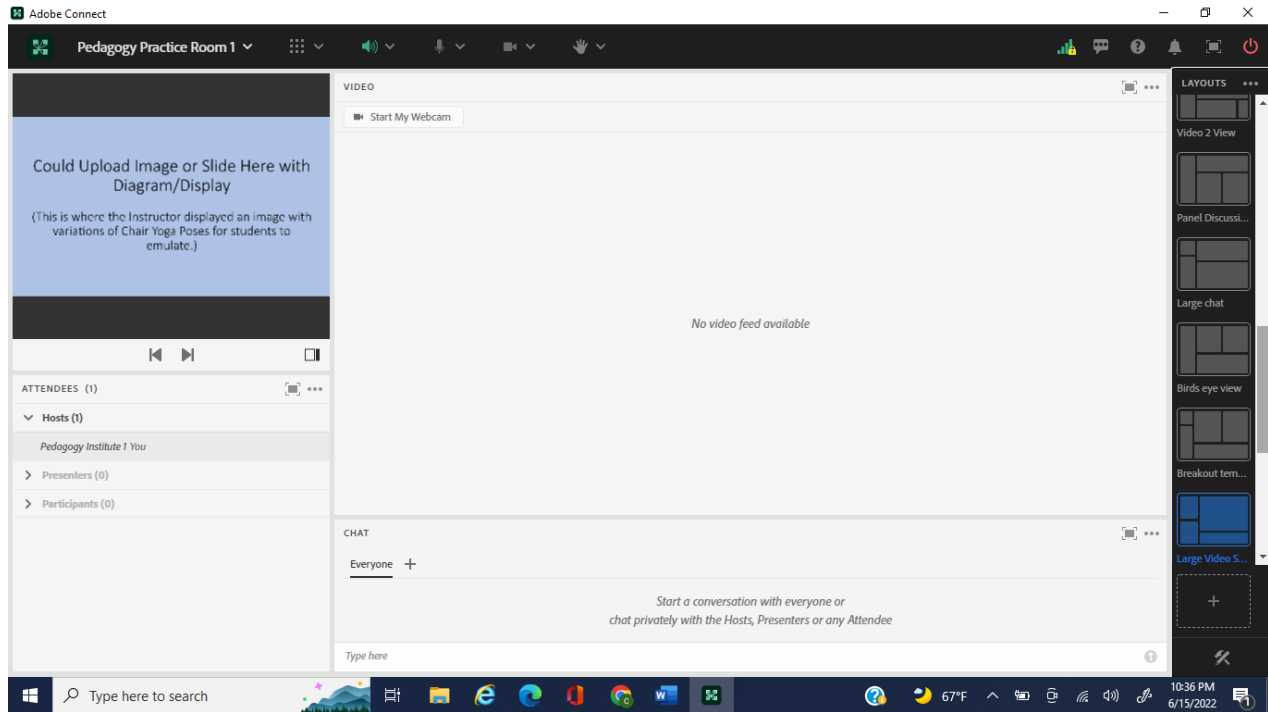 Adobe Connect
Pedagogy Practice Room 1
Could Upload Image or Slide Here with
Diagram/Display
(This is where the Instructor displayed an image with
variations of Chair Yoga Poses for students to
emulate.)
ATTENDEES (1)
Hosts (1)
Pedagogy Institute 1 You
Presenters (0)
Participants (0)
VIDEO
Start My Webcam
No video feed available
CHAT
Everyone
Start a conversation with everyone or
chat privately with the Hosts, Presenters or any Attendee
Type here
LAYOUTS
Video 2 View
Panel Discussi...
Large chat
Birds eye view
Breakout tem...
Large Video S...
Type here to search
67°F
10:36 PM
6/15/2022
1